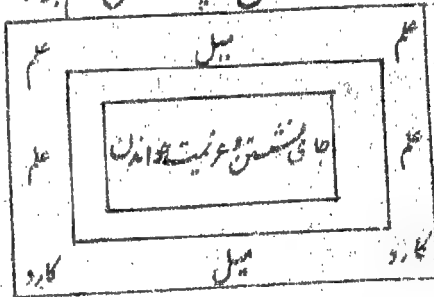 علم میل علم
جای نشستن و عزیمت خواندن
علم علم
کارد میل کارد